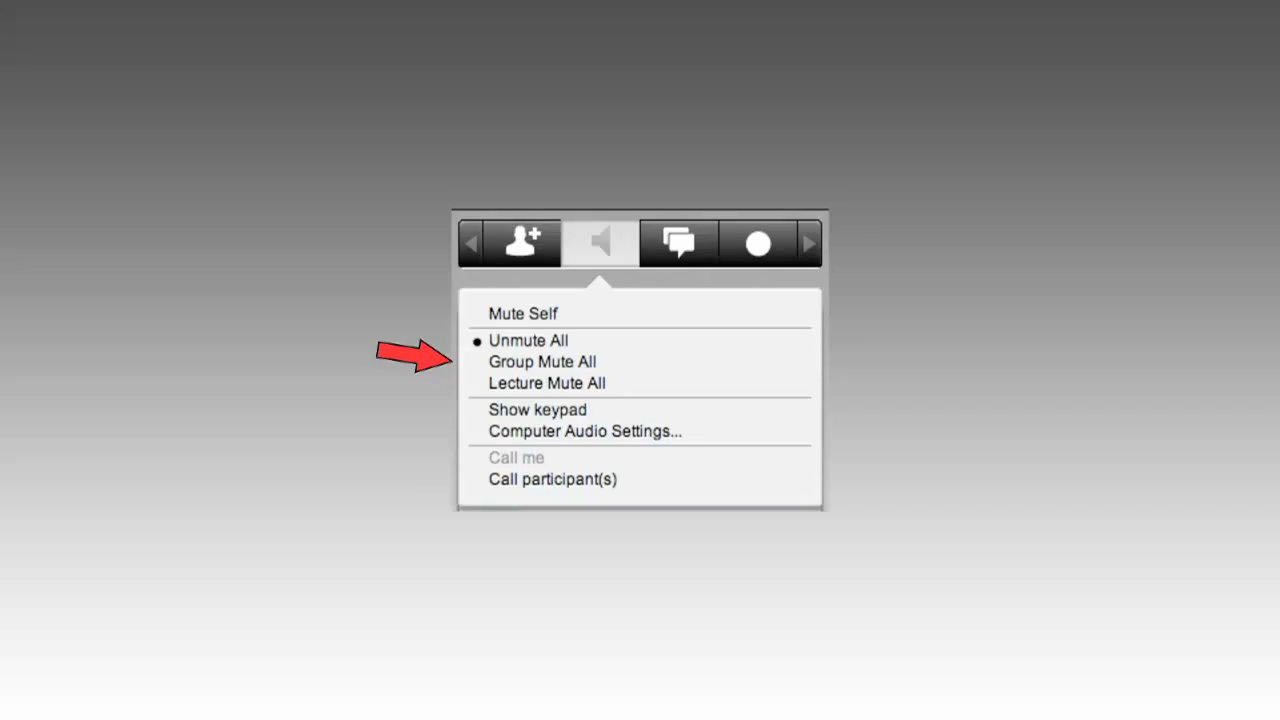 Mute Self
Unmute All
Group Mute All
Lecture Mute All
Show keypad
Computer Audio Settings...
Call me
Call participant(s)